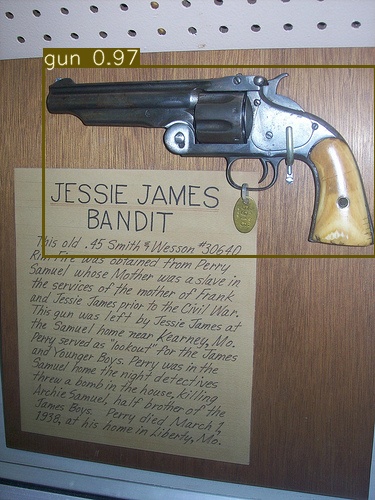 gun 0.97
JESSIE JAMES
BANDIT
This old .45 Smith & Wesson #30640
Rim Fire was obtained from Perry
Samuel whose Mother was a slave in
the services of the mother of Frank
and Jessie James prior to the Civil War.
This gun was left by Jessie James at
the Samuel home near Kearney, Mo.
Perry served as "lookout" for the James
and Younger Boys. Perry was in the
Samuel home the night detectives
threw a bomb in the house, killing
Archie Samuel, half brother of the
James Boys. Perry died March 1,
1938, at his home in Liberty, Mo.